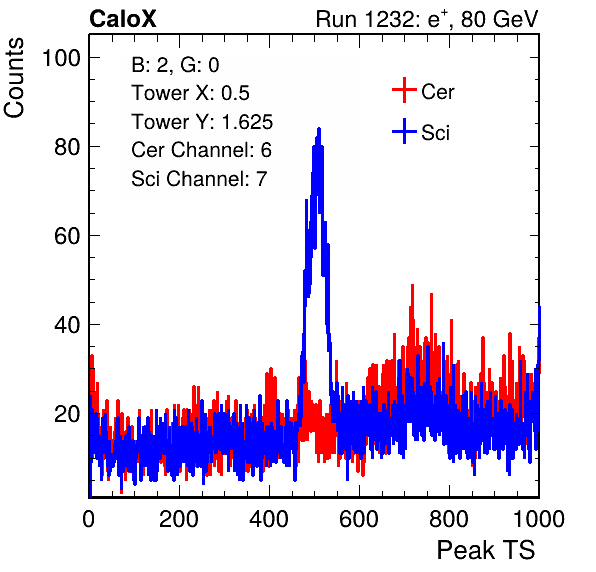 CaloX
Run 1232: e+, 80 GeV
Counts
100
80
60
40
20
B: 2, G: 0
Tower X: 0.5
Tower Y: 1.625
Cer Channel: 6
Sci Channel: 7
Cer
Sci
0
200
400
600
800
1000
Peak TS